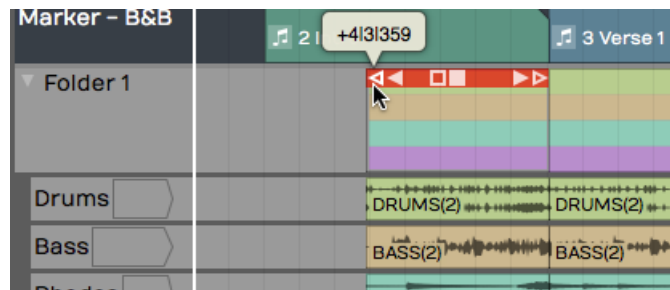 Marker - B&B
2 I
+4|3|359
3 Verse 1
Folder 1
Drums
DRUMS(2)
DRUMS(2)
Bass
BASS(2)
BASS(2)